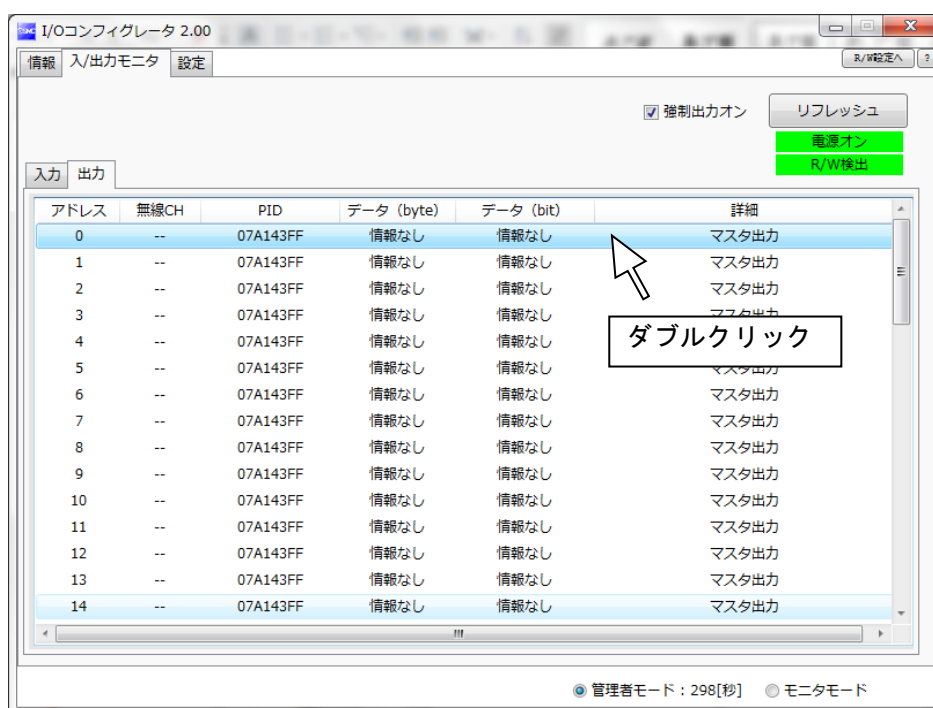 I/Oコンフィグレータ 2.00
情報 入/出力モニタ 設定 R/W設定へ ?
強制出力オン リフレッシュ
電源オン
R/W検出
入力 出力
アドレス 無線CH PID データ (byte) データ (bit) 詳細
0 -- 07A143FF 情報なし 情報なし マスタ出力
1 -- 07A143FF 情報なし 情報なし マスタ出力
2 -- 07A143FF 情報なし 情報なし マスタ出力
3 -- 07A143FF 情報なし 情報なし マスタ出力
ダブルクリック
4 -- 07A143FF 情報なし 情報なし
5 -- 07A143FF 情報なし 情報なし マスタ出力
6 -- 07A143FF 情報なし 情報なし マスタ出力
7 -- 07A143FF 情報なし 情報なし マスタ出力
8 -- 07A143FF 情報なし 情報なし マスタ出力
9 -- 07A143FF 情報なし 情報なし マスタ出力
10 -- 07A143FF 情報なし 情報なし マスタ出力
11 -- 07A143FF 情報なし 情報なし マスタ出力
12 -- 07A143FF 情報なし 情報なし マスタ出力
13 -- 07A143FF 情報なし 情報なし マスタ出力
14 -- 07A143FF 情報なし 情報なし マスタ出力
管理者モード：298[秒] モニタモード